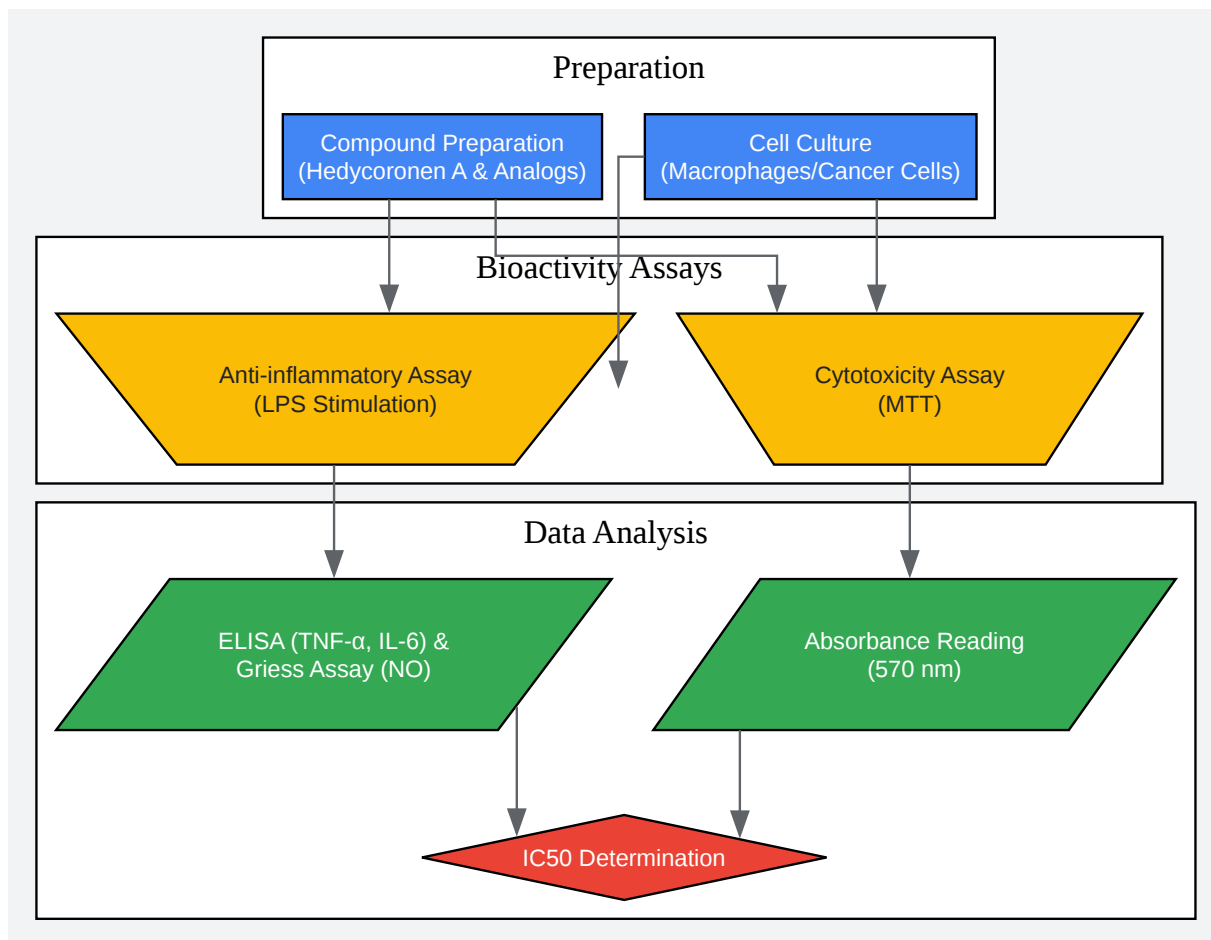 Preparation
Compound Preparation
(Hedycoronen A & Analogs)
Cell Culture
(Macrophages/Cancer Cells)
Bioactivity Assays
Anti-inflammatory Assay
(LPS Stimulation)
Cytotoxicity Assay
(MTT)
Data Analysis
ELISA (TNF-α, IL-6) &
Griess Assay (NO)
Absorbance Reading
(570 nm)
IC50 Determination